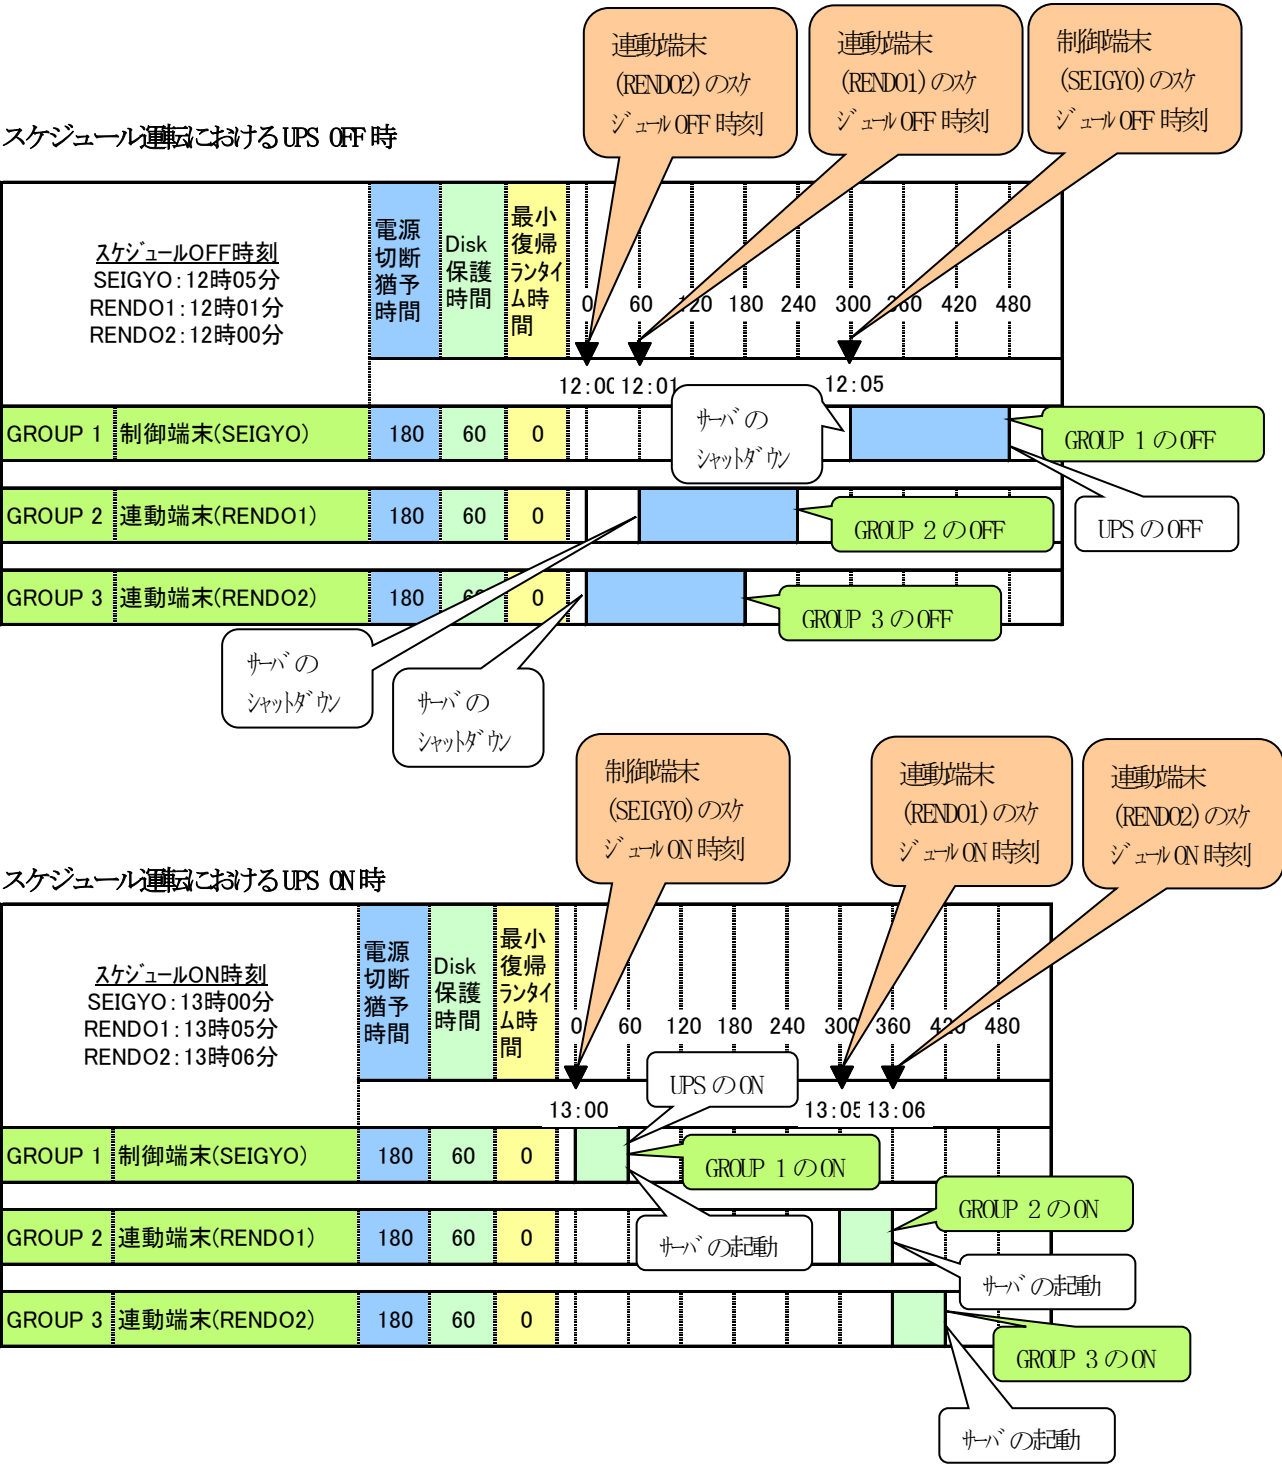 連動端末
(RENDO2)のスケ
ジュールOFF時刻
連動端末
(RENDO1)のスケ
ジュールOFF時刻
制御端末
(SEIGYO)のスケ
ジュールOFF時刻
スケジュール運転におけるUPS OFF時
スケジュールOFF時刻
SEIGYO:12時05分
RENDO1:12時01分
RENDO2:12時00分
電源
切断
猶予
時間
Disk
保護
時間
最小
復帰
ランタイ
ム時
間
0 60 120 180 240 300 360 420 480
12:00 12:01 12:05
GROUP 1 制御端末(SEIGYO) 180 60 0
サーバの
シャットダウン
GROUP 1のOFF
UPSのOFF
GROUP 2 連動端末(RENDO1) 180 60 0
GROUP 2のOFF
GROUP 3 連動端末(RENDO2) 180 60 0
GROUP 3のOFF
サーバの
シャットダウン
サーバの
シャットダウン
制御端末
(SEIGYO)のスケ
ジュールON時刻
連動端末
(RENDO1)のスケ
ジュールON時刻
連動端末
(RENDO2)のスケ
ジュールON時刻
スケジュール運転におけるUPS ON時
スケジュールON時刻
SEIGYO:13時00分
RENDO1:13時05分
RENDO2:13時06分
電源
切断
猶予
時間
Disk
保護
時間
最小
復帰
ランタイ
ム時
間
0 60 120 180 240 300 360 420 480
UPSのON
13:00 13:05 13:06
GROUP 1 制御端末(SEIGYO) 180 60 0
GROUP 1のON
サーバの起動
GROUP 2 連動端末(RENDO1) 180 60 0
GROUP 2のON
サーバの起動
GROUP 3 連動端末(RENDO2) 180 60 0
GROUP 3のON
サーバの起動